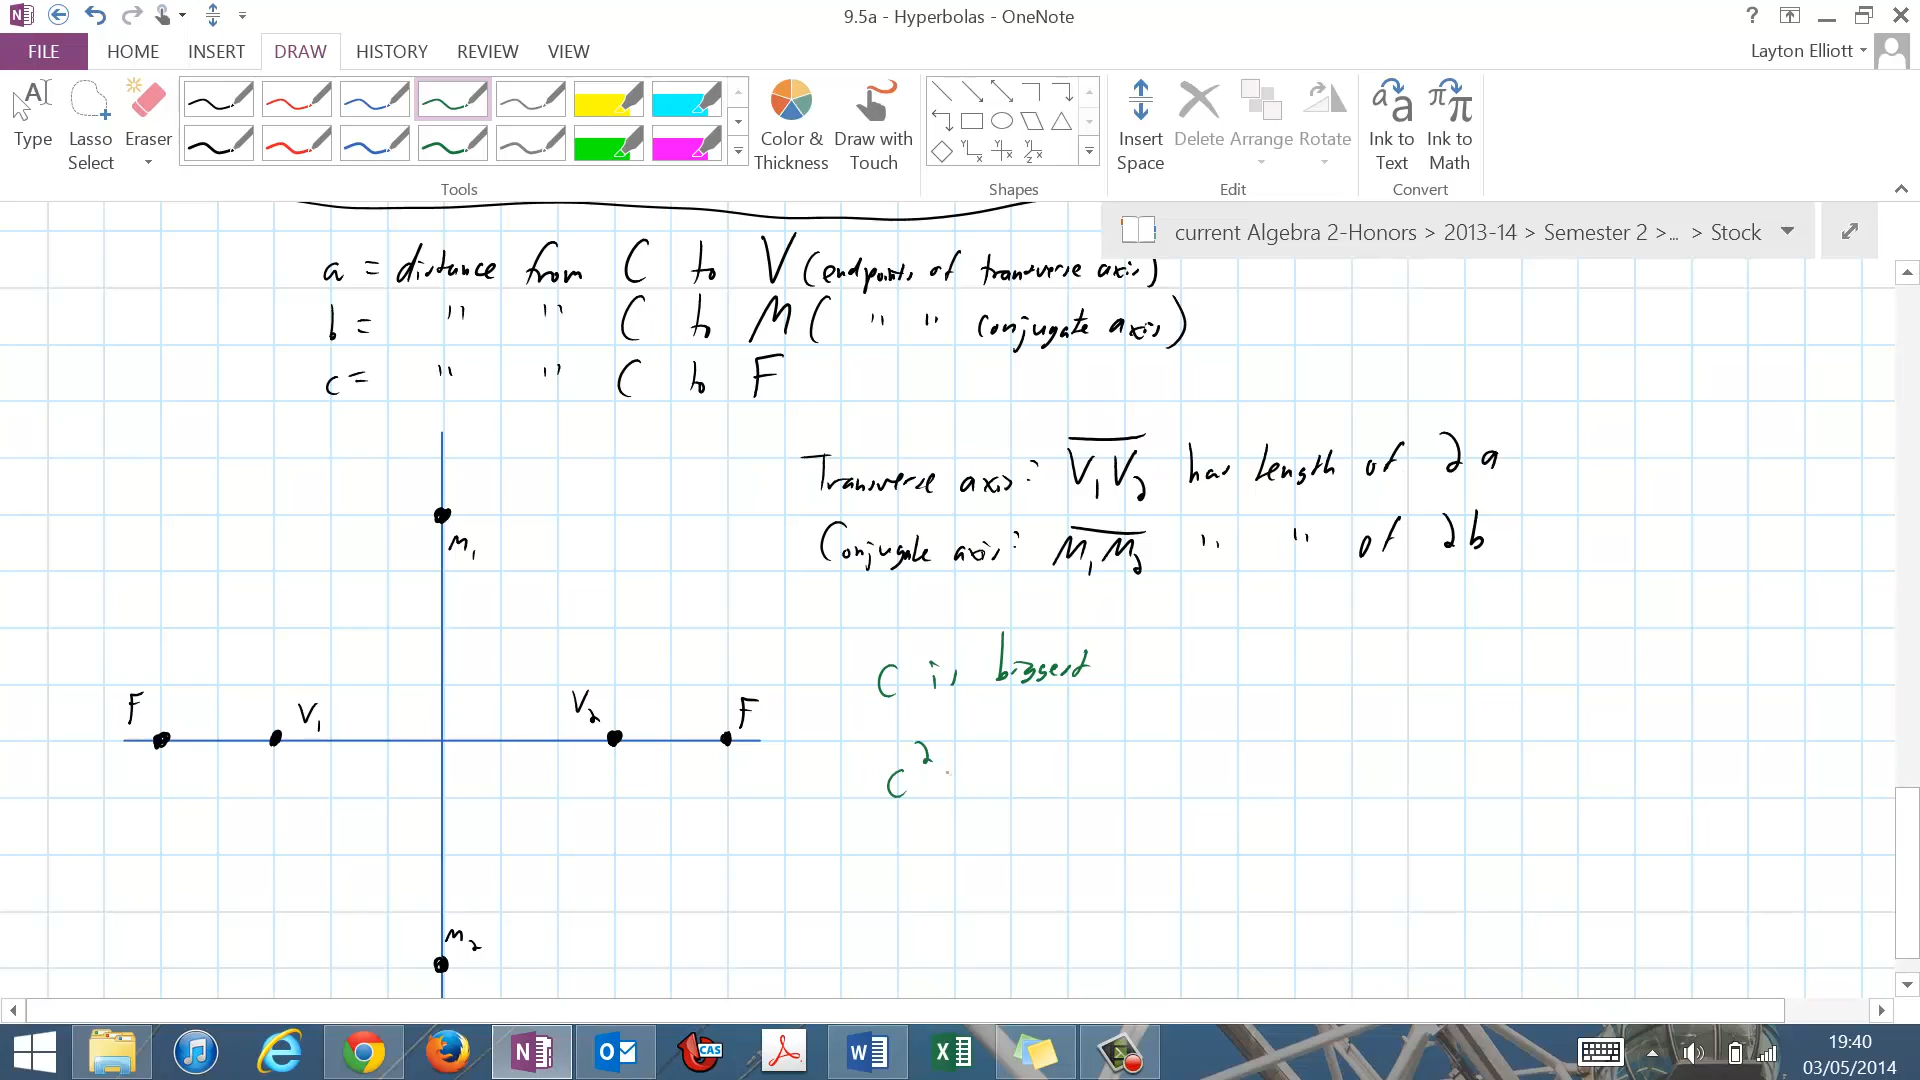 9.5a - Hyperbolas - OneNote
FILE HOME INSERT DRAW HISTORY REVIEW VIEW
Layton Elliott
Type
Lasso Select
Eraser
Color & Thickness
Draw with Touch
Insert Space
Delete
Arrange
Rotate
Ink to Text
Ink to Math
Tools
Shapes
Edit
Convert
current Algebra 2-Honors > 2013-14 > Semester 2 >... > Stock
a = distance from C to V (endpoints of transverse axis)
b = " " C to M ( " " conjugate axis)
c = " " C to F
Transverse axis: V₁V₂ has length of 2a
Conjugate axis: M₁M₂ " " of 2b
M₁
C is biggest
F V₁ V₂ F
c²
M₂
CAS
19:40
03/05/2014